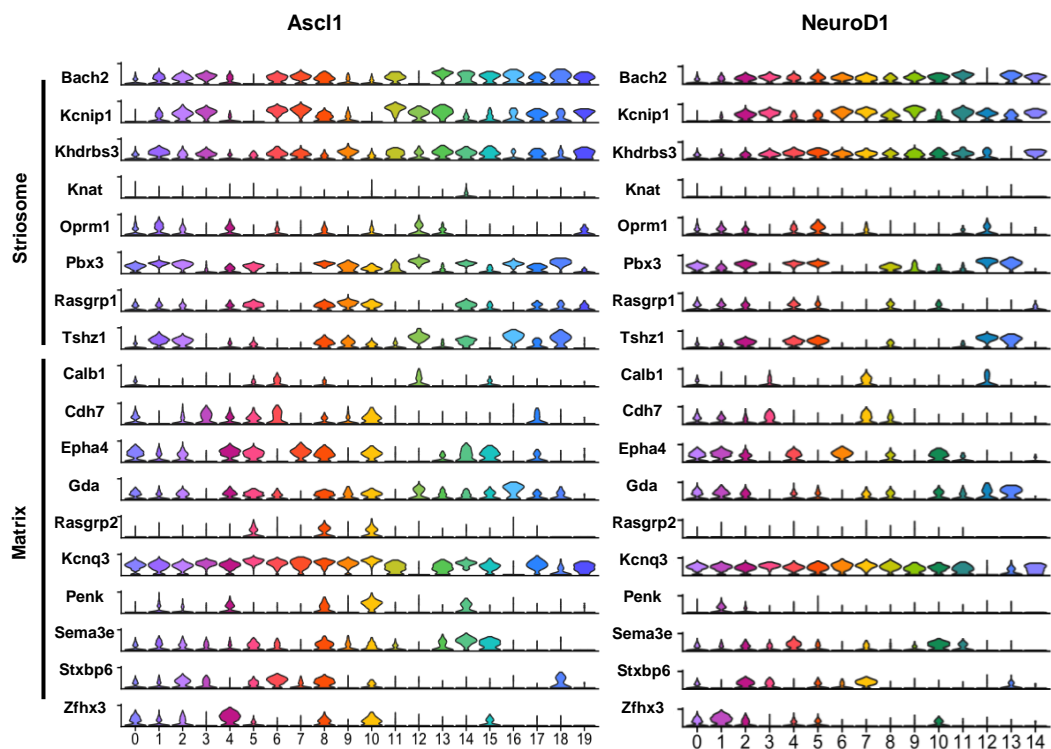 Ascl1 NeuroD1
Striosome
Bach2 Bach2
Kcnip1 Kcnip1
Khdrbs3 Khdrbs3
Knat Knat
Oprm1 Oprm1
Pbx3 Pbx3
Rasgrp1 Rasgrp1
Tshz1 Tshz1
Matrix
Calb1 Calb1
Cdh7 Cdh7
Epha4 Epha4
Gda Gda
Rasgrp2 Rasgrp2
Kcnq3 Kcnq3
Penk Penk
Sema3e Sema3e
Stxbp6 Stxbp6
Zfhx3 Zfhx3
0 1 2 3 4 5 6 7 8 9 10 11 12 13 14 15 16 17 18 19 0 1 2 3 4 5 6 7 8 9 10 11 12 13 14